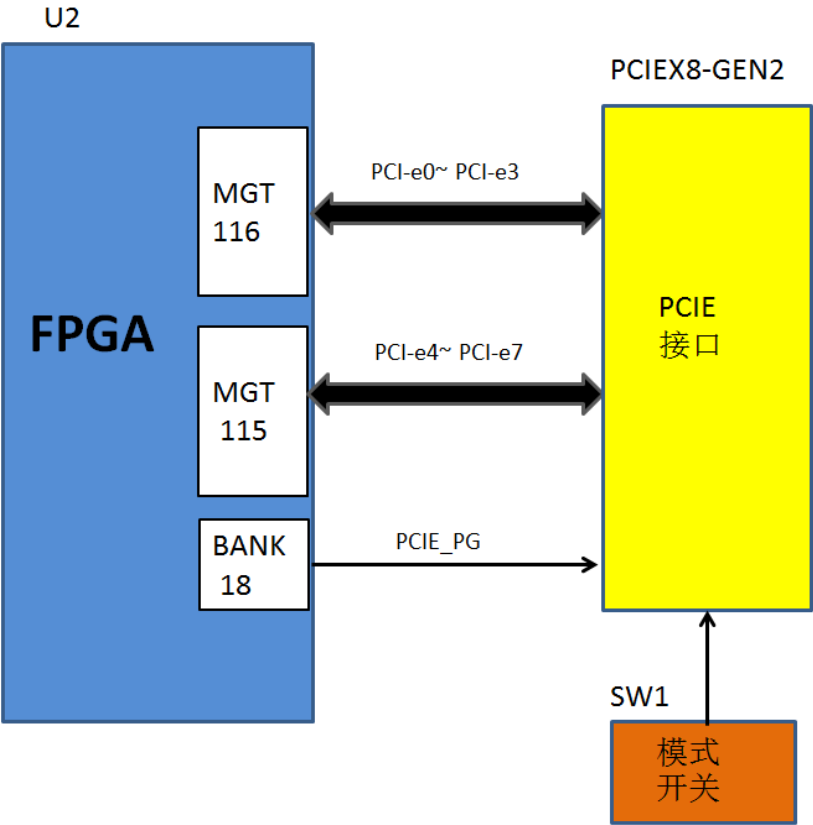 U2
PCIEX8-GEN2
PCI-e0~ PCI-e3
MGT
116
FPGA
PCIE
接口
PCI-e4~ PCI-e7
MGT
115
BANK
18
PCIE_PG
SW1
模式
开关